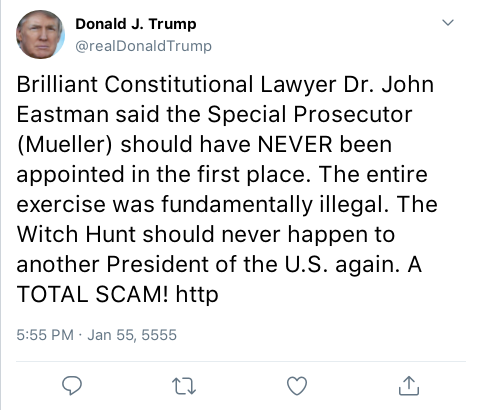 Donald J. Trump
@realDonaldTrump
Brilliant Constitutional Lawyer Dr. John
Eastman said the Special Prosecutor
(Mueller) should have NEVER been
appointed in the first place. The entire
exercise was fundamentally illegal. The
Witch Hunt should never happen to
another President of the U.S. again. A
TOTAL SCAM! http
5:55 PM · Jan 55, 5555